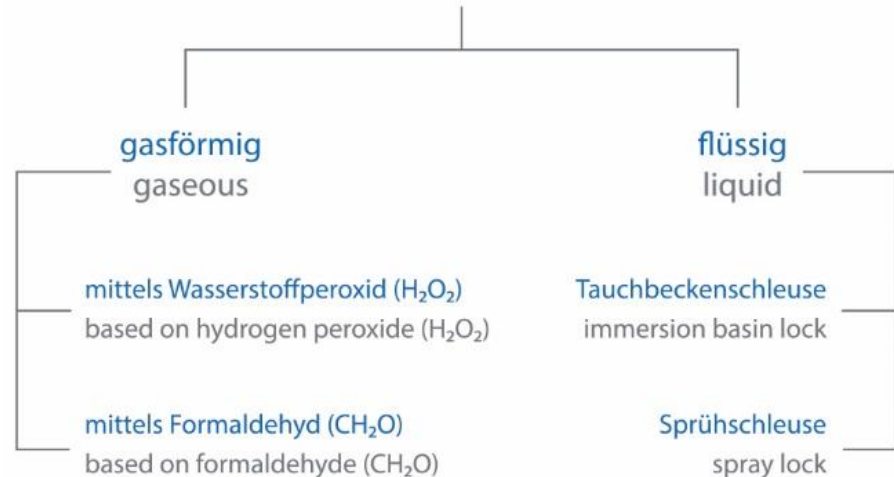 gasförmig
gaseous
mittels Wasserstoffperoxid (H₂O₂)
based on hydrogen peroxide (H₂O₂)
mittels Formaldehyd (CH₂O)
based on formaldehyde (CH₂O)
flüssig
liquid
Tauchbeckenschleuse
immersion basin lock
Sprühschleuse
spray lock